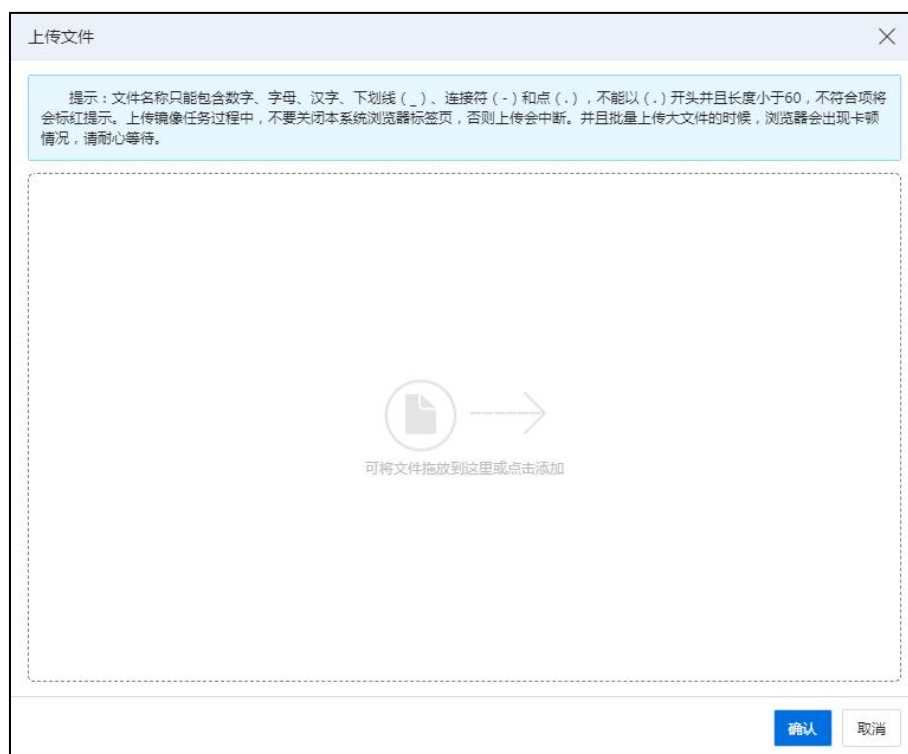 上传文件
提示：文件名称只能包含数字、字母、汉字、下划线（_）、连接符（-）和点（.），不能以（.）开头并且长度小于60，不符合项将
会标红提示。上传镜像任务过程中，不要关闭本系统浏览器标签页，否则上传会中断。并且批量上传大文件的时候，浏览器会出现卡顿
情况，请耐心等待。
可将文件拖放到这里或点击添加
确认
取消